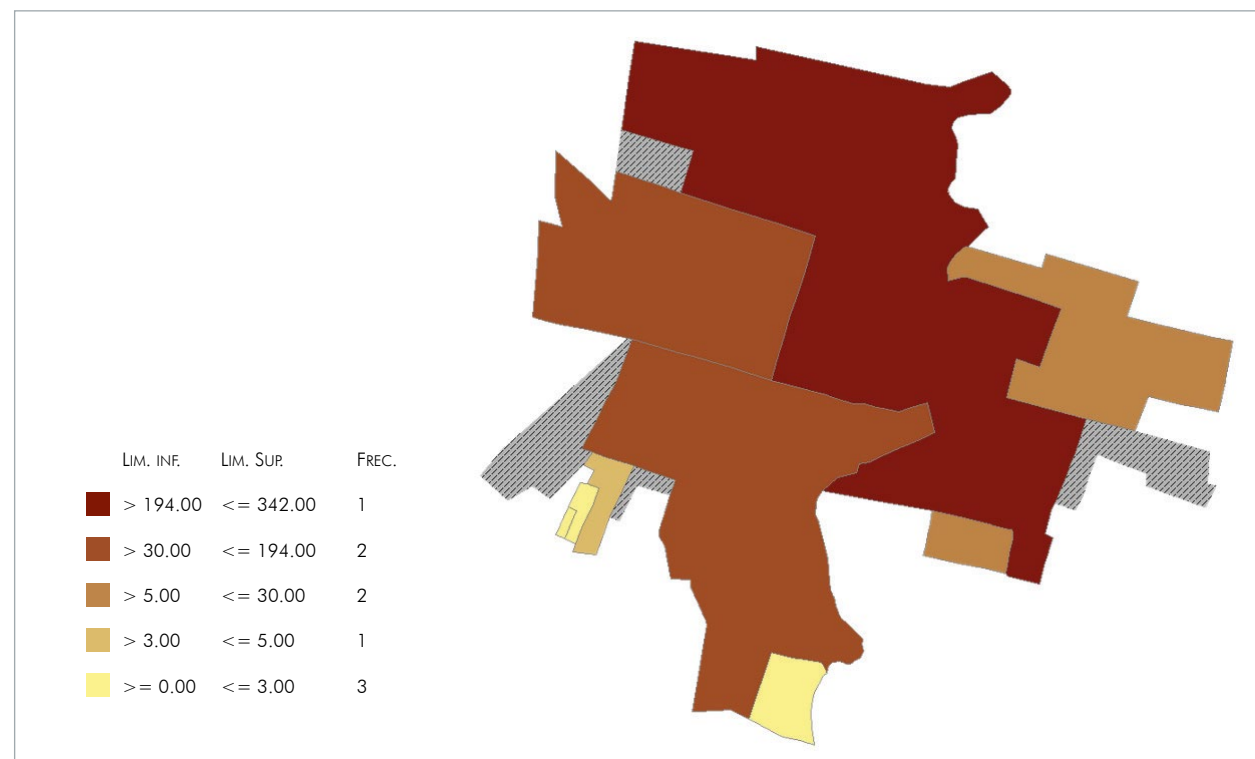 LIM. INF. LIM. SUP. FREC.
> 194.00 <= 342.00 1
> 30.00 <= 194.00 2
> 5.00 <= 30.00 2
> 3.00 <= 5.00 1
>= 0.00 <= 3.00 3